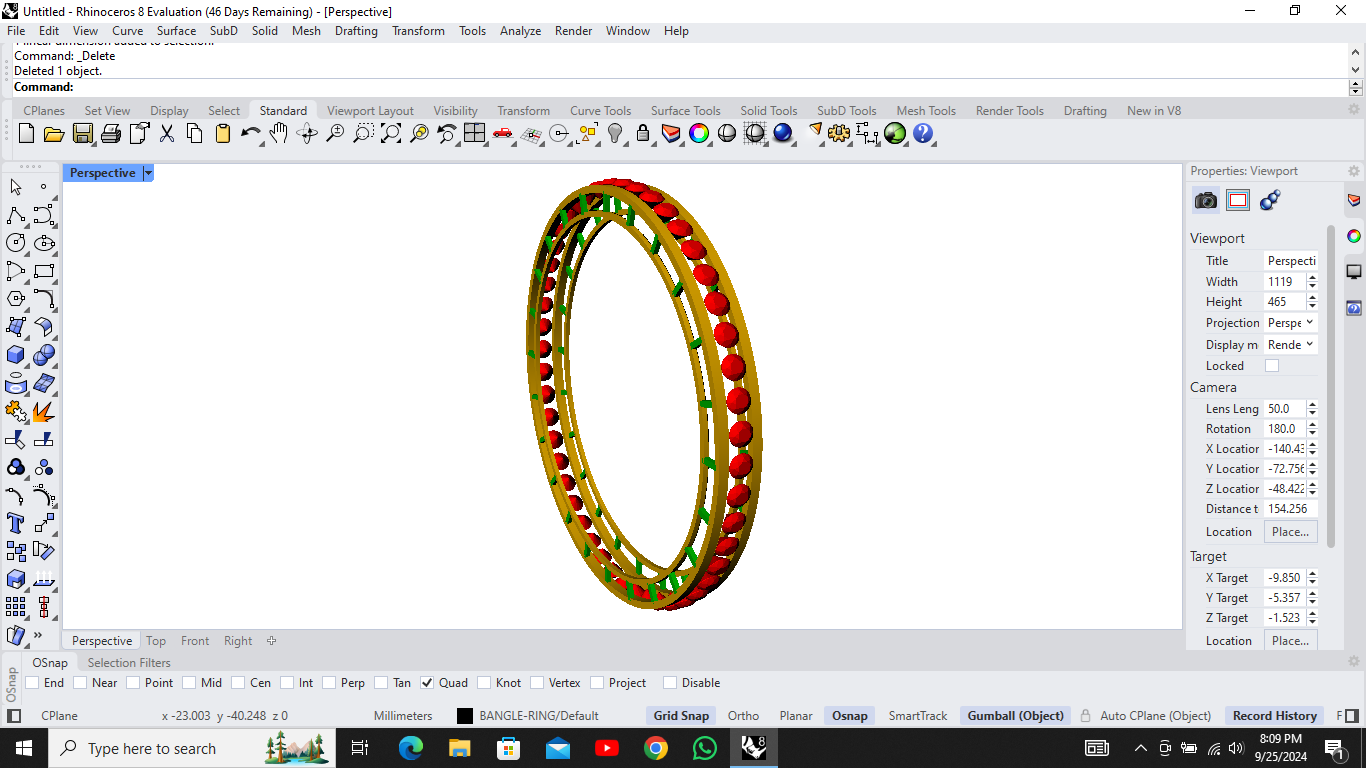 Untitled - Rhinoceros 8 Evaluation (46 Days Remaining) - [Perspective]
File Edit View Curve Surface SubD Solid Mesh Drafting Transform Tools Analyze Render Window Help
1 linear dimension added to selection.
Command: _Delete
Deleted 1 object.
Command:
CPlanes Set View Display Select Standard Viewport Layout Visibility Transform Curve Tools Surface Tools Solid Tools SubD Tools Mesh Tools Render Tools Drafting New in V8
Perspective
Properties: Viewport
Viewport
Title Perspecti
Width 1119
Height 465
Projection Perspe
Display m Rende
Locked
Camera
Lens Leng 50.0
Rotation 180.0
X Location -140.43
Y Location -72.756
Z Location -48.422
Distance t 154.256
Location Place...
Target
X Target -9.850
Y Target -5.357
Z Target -1.523
Location Place...
Perspective Top Front Right
OSnap Selection Filters
OSnap
End Near Point Mid Cen Int Perp Tan Quad Knot Vertex Project Disable
CPlane x -23.003 y -40.248 z 0 Millimeters BANGLE-RING/Default Grid Snap Ortho Planar Osnap SmartTrack Gumball (Object) Auto CPlane (Object) Record History F
Type here to search
8
8:09 PM
9/25/2024
1